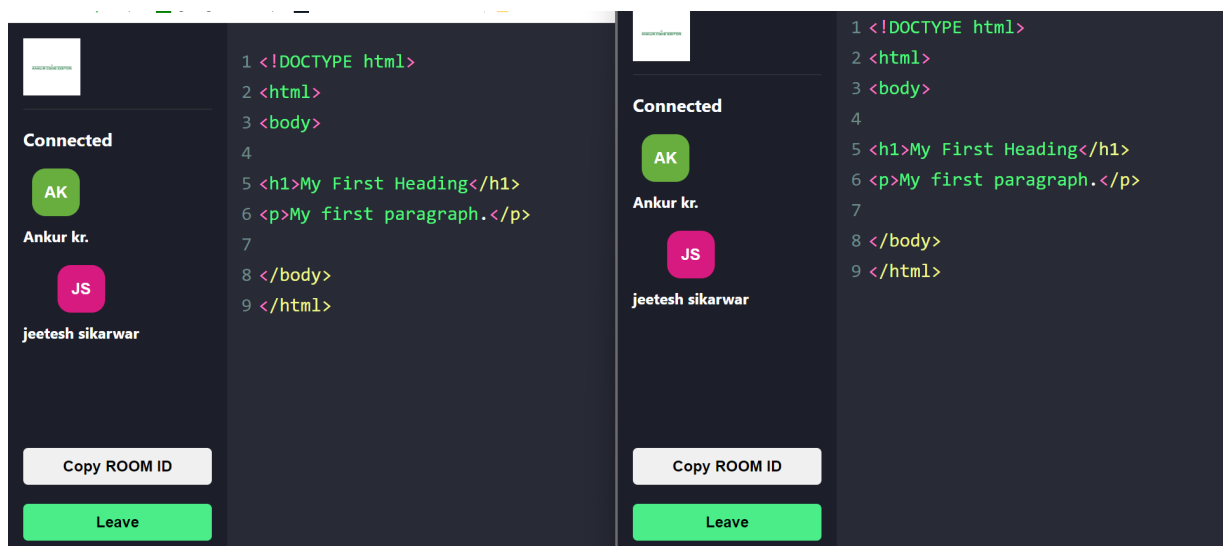 Connected
AK
Ankur kr.
JS
jeetesh sikarwar
Copy ROOM ID
Leave
1 <!DOCTYPE html>
2 <html>
3 <body>
4
5 <h1>My First Heading</h1>
6 <p>My first paragraph.</p>
7
8 </body>
9 </html>
Connected
AK
Ankur kr.
JS
jeetesh sikarwar
Copy ROOM ID
Leave
1 <!DOCTYPE html>
2 <html>
3 <body>
4
5 <h1>My First Heading</h1>
6 <p>My first paragraph.</p>
7
8 </body>
9 </html>